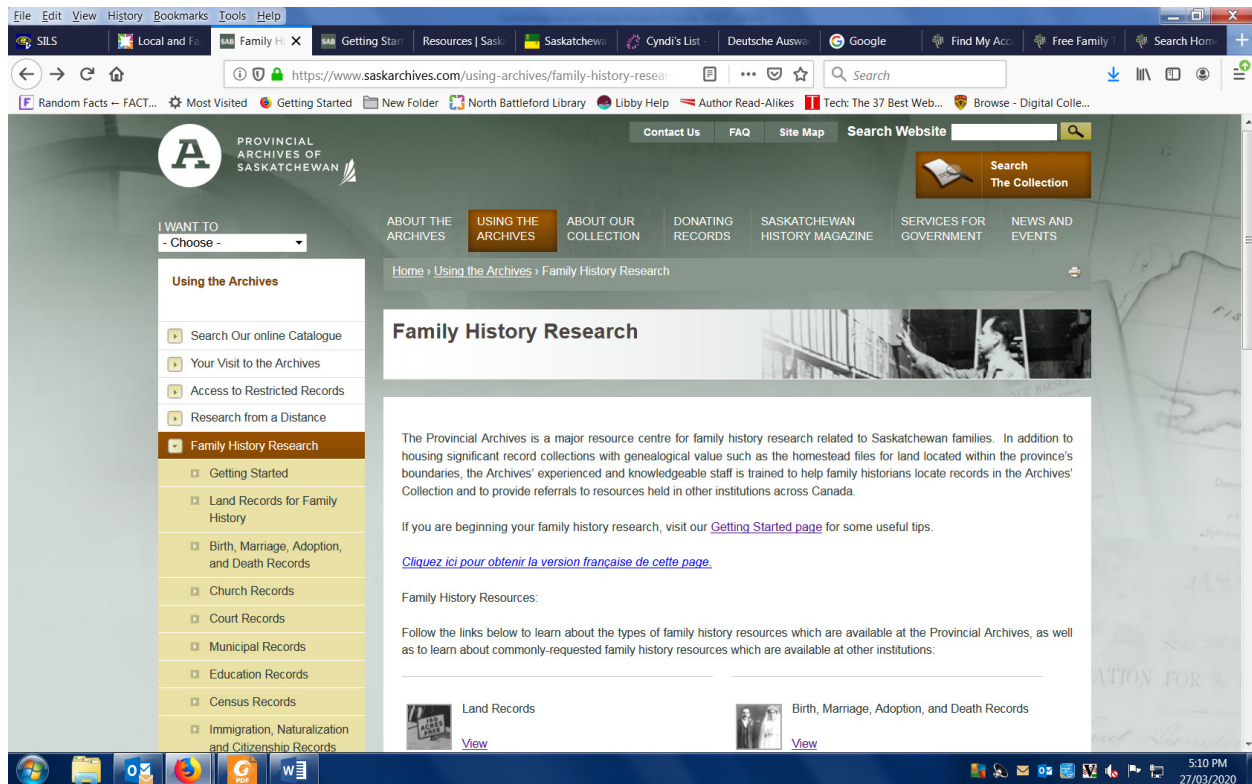 File Edit View History Bookmarks Tools Help
SILS
Local and Fa
Family Hi
Getting Start
Resources | Saska
Saskatchewa
Cyndi's List -
Deutsche Auswan
Google
Find My Acc
Free Family T
Search Home
https://www.saskarchives.com/using-archives/family-history-resear
Search
Random Facts ← FACT...
Most Visited
Getting Started
New Folder
North Battleford Library
Libby Help
Author Read-Alikes
Tech: The 37 Best Web...
Browse - Digital Colle...
A
PROVINCIAL
ARCHIVES OF
SASKATCHEWAN
Contact Us FAQ Site Map Search Website
Search
The Collection
I WANT TO
- Choose -
ABOUT THE
ARCHIVES
USING THE
ARCHIVES
ABOUT OUR
COLLECTION
DONATING
RECORDS
SASKATCHEWAN
HISTORY MAGAZINE
SERVICES FOR
GOVERNMENT
NEWS AND
EVENTS
Home › Using the Archives › Family History Research
Using the Archives
Search Our online Catalogue
Your Visit to the Archives
Access to Restricted Records
Research from a Distance
Family History Research
Getting Started
Land Records for Family
History
Birth, Marriage, Adoption,
and Death Records
Church Records
Court Records
Municipal Records
Education Records
Census Records
Immigration, Naturalization
and Citizenship Records
Family History Research
The Provincial Archives is a major resource centre for family history research related to Saskatchewan families. In addition to
housing significant record collections with genealogical value such as the homestead files for land located within the province's
boundaries, the Archives' experienced and knowledgeable staff is trained to help family historians locate records in the Archives'
Collection and to provide referrals to resources held in other institutions across Canada.
If you are beginning your family history research, visit our Getting Started page for some useful tips.
Cliquez ici pour obtenir la version française de cette page.
Family History Resources:
Follow the links below to learn about the types of family history resources which are available at the Provincial Archives, as well
as to learn about commonly-requested family history resources which are available at other institutions:
160
ACRES
FREE
Land Records
View
Birth, Marriage, Adoption, and Death Records
View
5:10 PM
27/03/2020